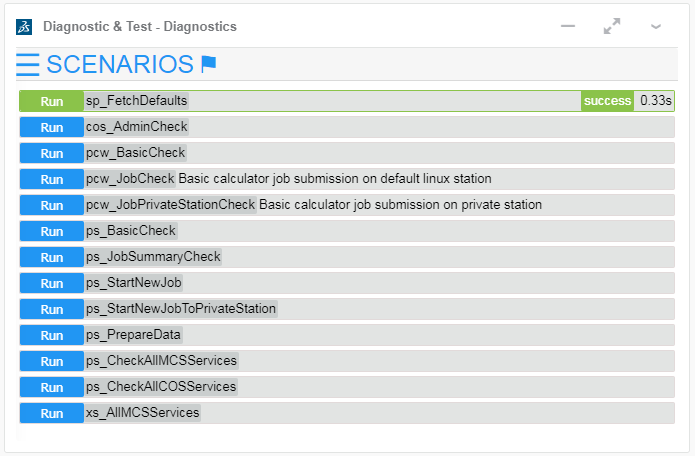 Diagnostic & Test - Diagnostics
SCENARIOS
Run sp_FetchDefaults success 0.33s
Run cos_AdminCheck
Run pcw_BasicCheck
Run pcw_JobCheck Basic calculator job submission on default linux station
Run pcw_JobPrivateStationCheck Basic calculator job submission on private station
Run ps_BasicCheck
Run ps_JobSummaryCheck
Run ps_StartNewJob
Run ps_StartNewJobToPrivateStation
Run ps_PrepareData
Run ps_CheckAllMCSServices
Run ps_CheckAllCOSServices
Run xs_AllMCSServices